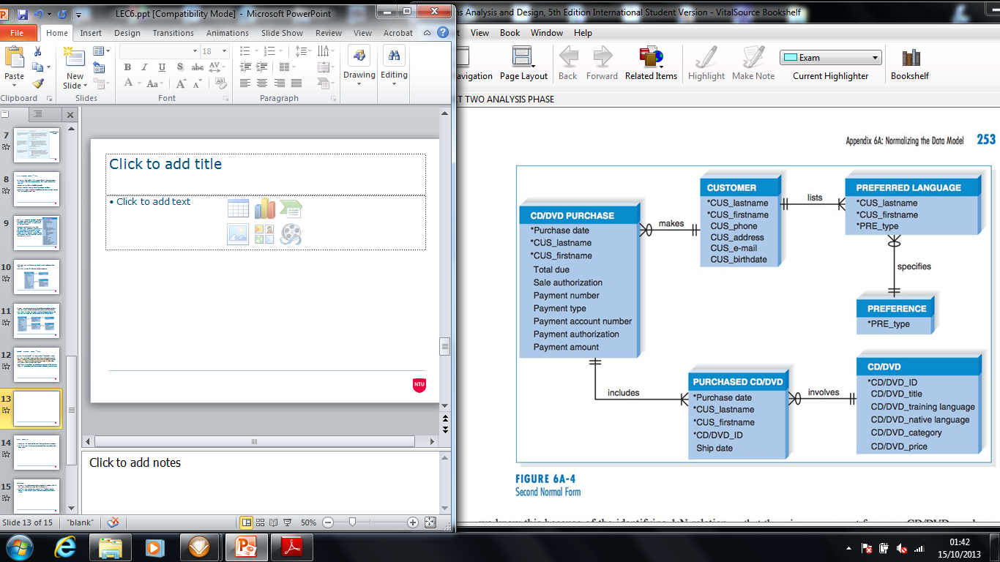 LEC6.ppt [Compatibility Mode] - Microsoft PowerPoint
File Home Insert Design Transitions Animations Slide Show Review View Acrobat
Paste
New Slide
18
B I U S abc AV
A Aa A A
Drawing
Editing
Clipboard Slides Font Paragraph
7
8
9
10
11
12
13
14
15
Click to add title
• Click to add text
NTU
Click to add notes
Slide 13 of 15 "blank" 50%
Analysis and Design, 5th Edition International Student Version - VitalSource Bookshelf
View Book Window Help
Page Layout Back Forward Related Items Highlight Make Note
Exam
Current Highlighter
Bookshelf
TWO ANALYSIS PHASE
Appendix 6A: Normalizing the Data Model 253
CD/DVD PURCHASE
*Purchase date
*CUS_lastname
*CUS_firstname
Total due
Sale authorization
Payment number
Payment type
Payment account number
Payment authorization
Payment amount
makes
CUSTOMER
*CUS_lastname
*CUS_firstname
CUS_phone
CUS_address
CUS_e-mail
CUS_birthdate
lists
PREFERRED LANGUAGE
*CUS_lastname
*CUS_firstname
*PRE_type
specifies
PREFERENCE
*PRE_type
includes
PURCHASED CD/DVD
*Purchase date
*CUS_lastname
*CUS_firstname
*CD/DVD_ID
Ship date
involves
CD/DVD
*CD/DVD_ID
CD/DVD_title
CD/DVD_training language
CD/DVD_native language
CD/DVD_category
CD/DVD_price
FIGURE 6A-4
Second Normal Form
01:42
15/10/2013